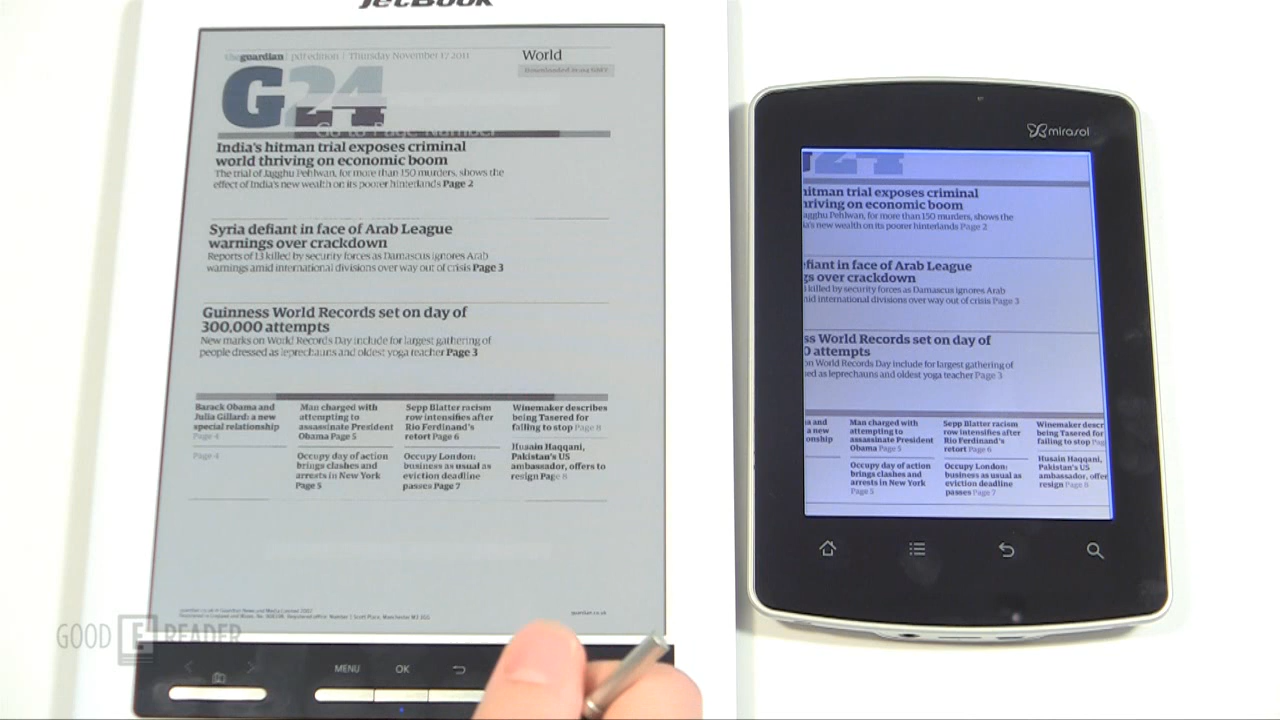 jetBook
theguardian | pdf edition | Thursday November 17 2011
World
G24
Go to Page Number
India's hitman trial exposes criminal
world thriving on economic boom
The trial of Jagghu Pehlwan, for more than 150 murders, shows the
effect of India's new wealth on its poorer hinterlands Page 2
Syria defiant in face of Arab League
warnings over crackdown
Reports of 13 killed by security forces as Damascus ignores Arab
warnings amid international divisions over way out of crisis Page 3
Guinness World Records set on day of
300,000 attempts
New marks on World Records Day include for largest gathering of
people dressed as leprechauns and oldest yoga teacher Page 3
Barack Obama and
Julia Gillard: a new
special relationship
Page 4
Page 4
Man charged with
attempting to
assassinate President
Obama Page 5
Occupy day of action
brings clashes and
arrests in New York
Page 5
Sepp Blatter racism
row intensifies after
Rio Ferdinand's
retort Page 6
Occupy London:
business as usual as
eviction deadline
passes Page 7
Winemaker describes
being Tasered for
failing to stop Page 8
Husain Haqqani,
Pakistan's US
ambassador, offers to
resign Page 8
guardian.co.uk
GOOD E READER
MENU OK
mirasol
24
hitman trial exposes criminal
hriving on economic boom
agghu Pehlwan, for more than 150 murders, shows the
ia's new wealth on its poorer hinterlands Page 2
efiant in face of Arab League
gs over crackdown
killed by security forces as Damascus ignores Arab
mid international divisions over way out of crisis Page 3
ss World Records set on day of
0 attempts
on World Records Day include for largest gathering of
ed as leprechauns and oldest yoga teacher Page 3
a and
a new
onship
Man charged with
attempting to
assassinate President
Obama Page 5
Occupy day of action
brings clashes and
arrests in New York
Page 5
Sepp Blatter racism
row intensifies after
Rio Ferdinand's
retort Page 6
Occupy London:
business as usual as
eviction deadline
passes Page 7
Winemaker descr
being Tasered for
failing to stop Pag
Husain Haqqani,
Pakistan's US
ambassador, offer
resign Page 8